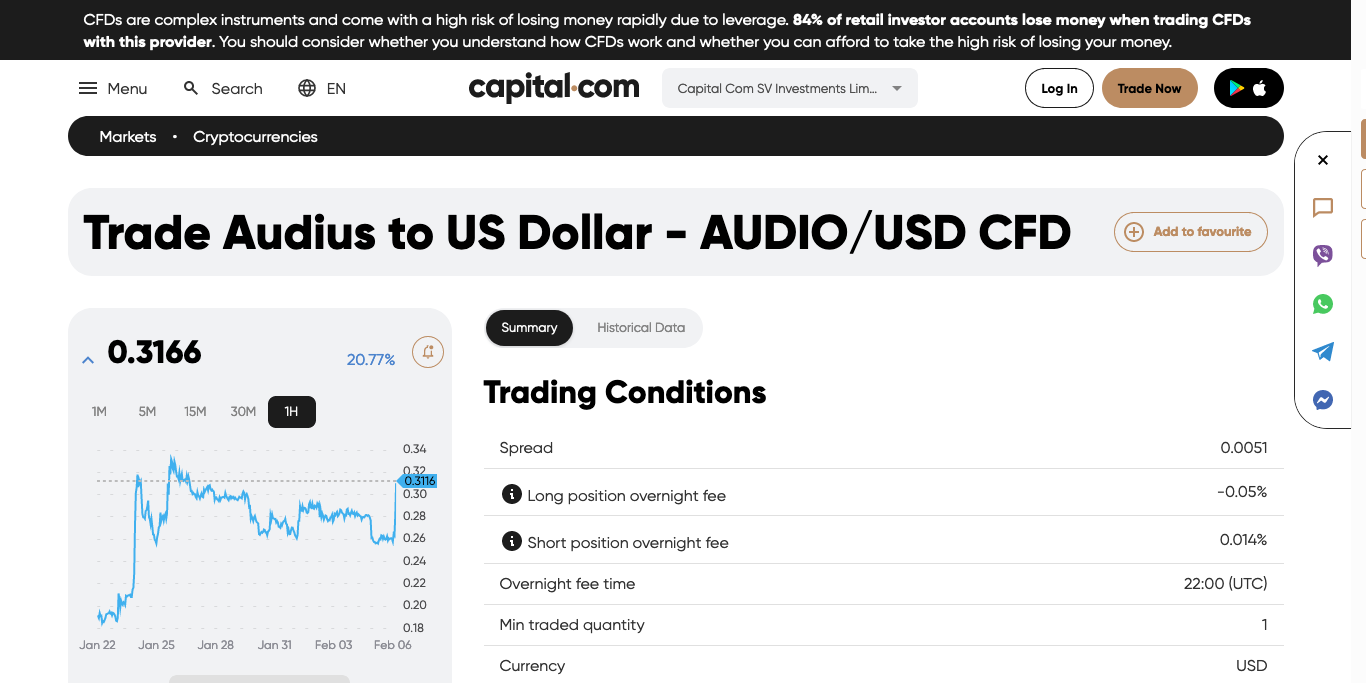 CFDs are complex instruments and come with a high risk of losing money rapidly due to leverage. 84% of retail investor accounts lose money when trading CFDs
with this provider. You should consider whether you understand how CFDs work and whether you can afford to take the high risk of losing your money.
Menu Search EN capital.com Capital Com SV Investments Lim... Log In Trade Now
Markets • Cryptocurrencies
Trade Audius to US Dollar - AUDIO/USD CFD Add to favourite
Summary Historical Data
0.3166 20.77%
1M 5M 15M 30M 1H
0.34
0.32
0.3116
0.30
0.28
0.26
0.24
0.22
0.20
0.18
Jan 22 Jan 25 Jan 28 Jan 31 Feb 03 Feb 06
Trading Conditions
Spread 0.0051
Long position overnight fee -0.05%
Short position overnight fee 0.014%
Overnight fee time 22:00 (UTC)
Min traded quantity 1
Currency USD